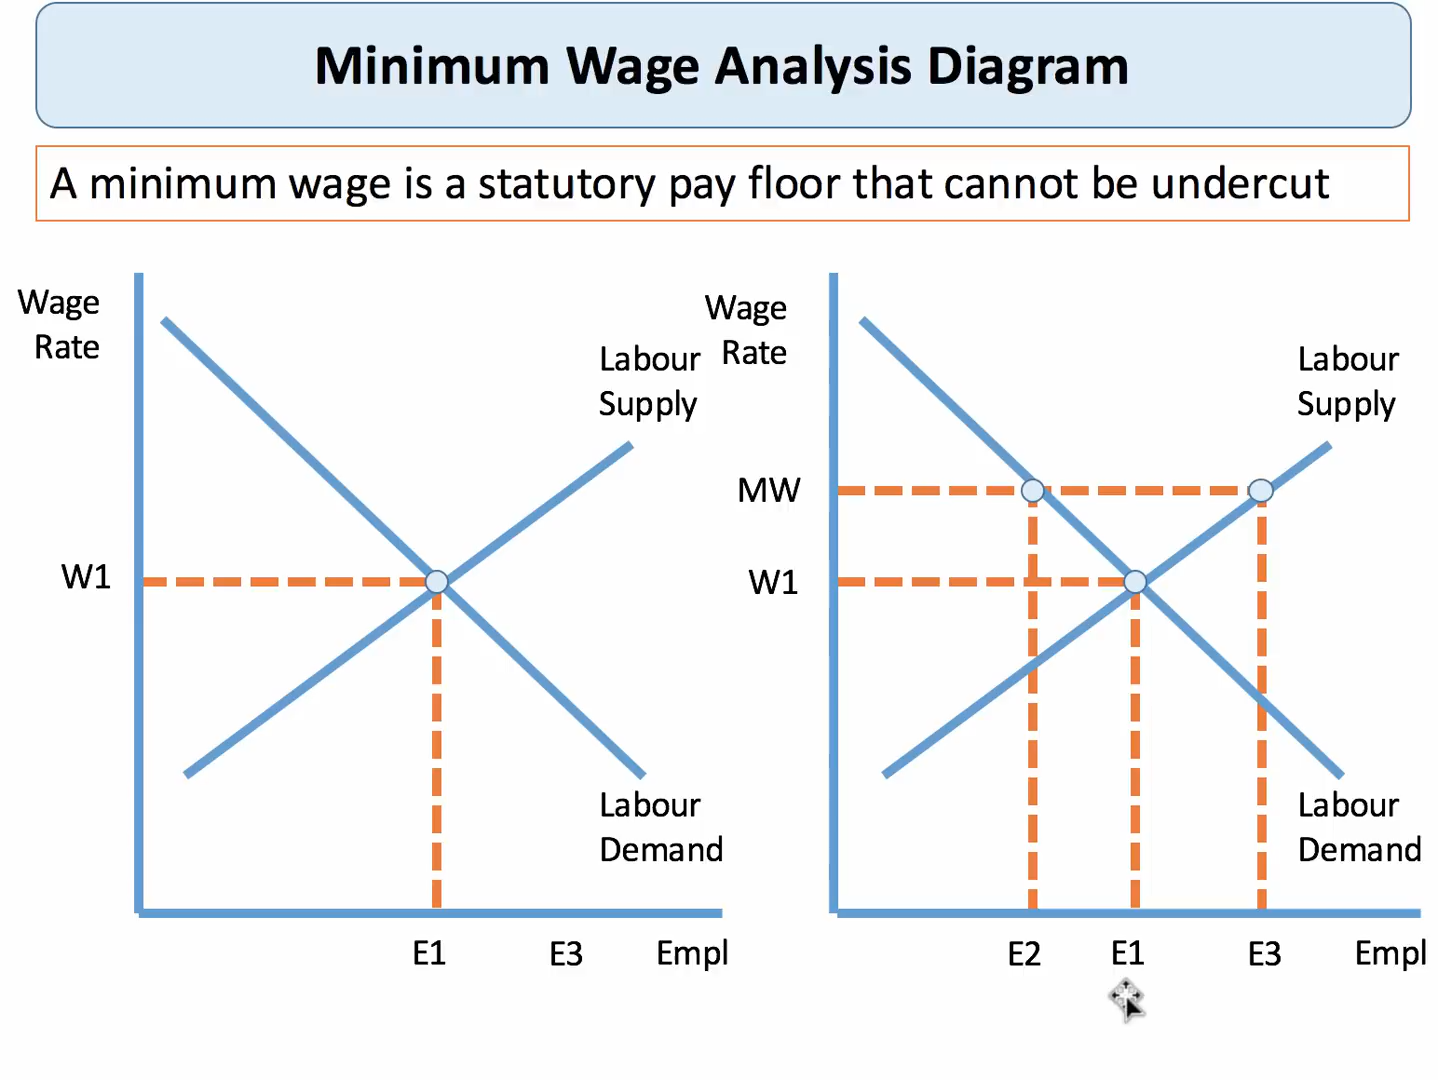 Minimum Wage Analysis Diagram
A minimum wage is a statutory pay floor that cannot be undercut
Wage
Rate
Labour
Supply
W1
Labour
Demand
E1
E3
Empl
Wage
Rate
Labour
Supply
MW
W1
Labour
Demand
E2
E1
E3
Empl